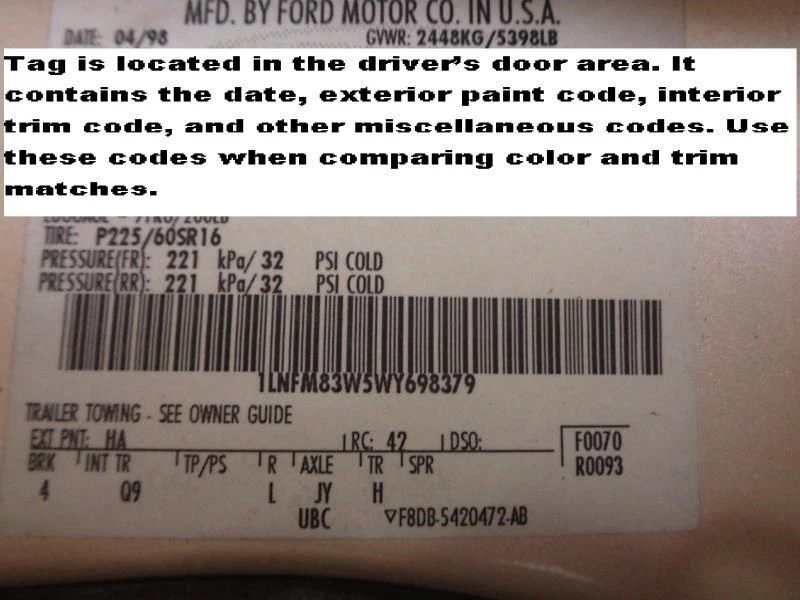 MFD. BY FORD MOTOR CO. IN U.S.A.
DATE: 04/98 GVWR: 2448KG/5398LB
Tag is located in the driver's door area. It
contains the date, exterior paint code, interior
trim code, and other miscellaneous codes. Use
these codes when comparing color and trim
matches.
TIRE: P225/60SR16
PRESSURE(FR): 221 kPa/ 32 PSI COLD
PRESSURE(RR): 221 kPa/ 32 PSI COLD
1LNFM83W5WY698379
TRAILER TOWING - SEE OWNER GUIDE
EXT PNT: HA RC: 42 DSO: F0070
R0093
BRK INT TR TP/PS R AXLE TR SPR
4 Q9 L JY H
UBC ▽F8DB-5420472-AB